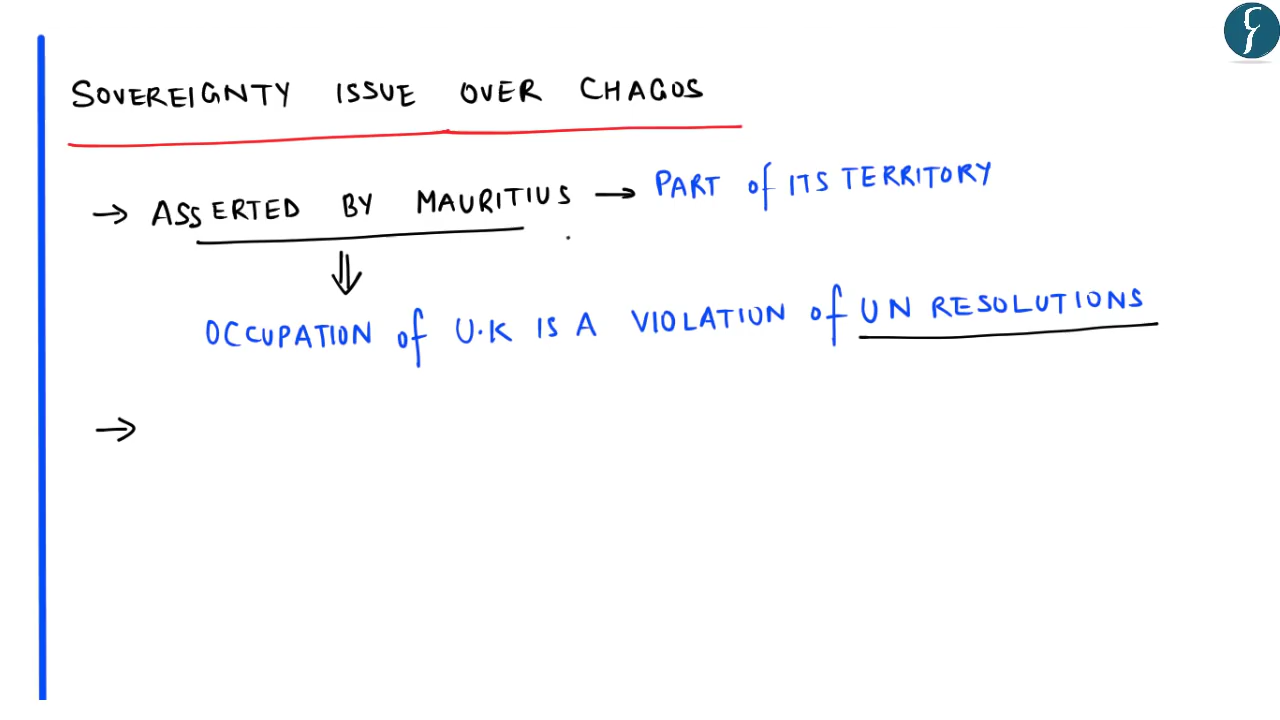 SOVEREIGNTY ISSUE OVER CHAGOS
→ ASSERTED BY MAURITIUS → PART of ITS TERRITORY
⇓
OCCUPATION of U.K IS A VIOLATION of UN RESOLUTIONS
→